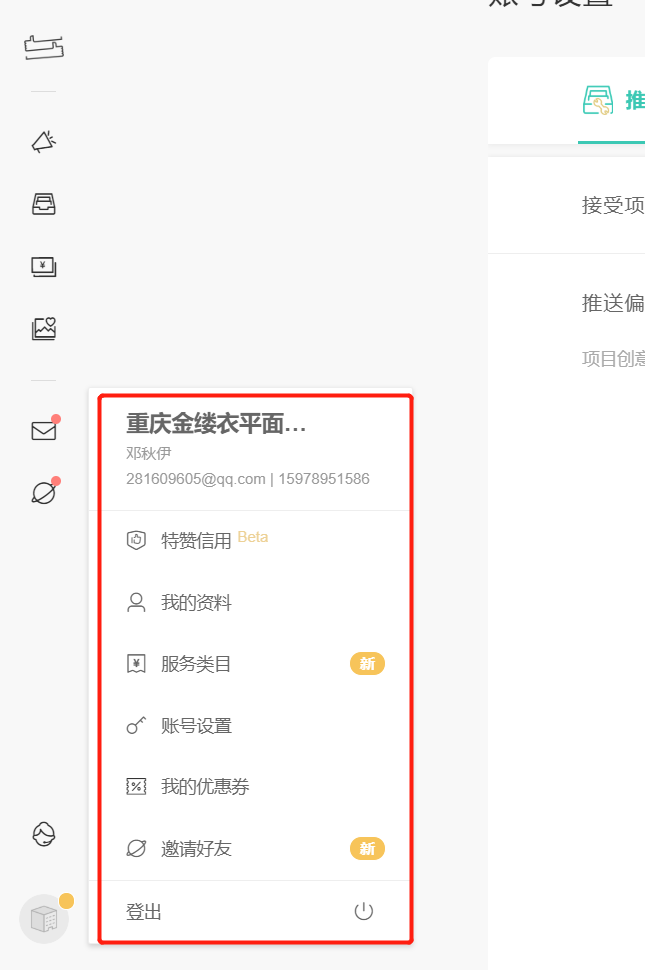 推
接受项
推送偏
项目创意
重庆金缕衣平面...
邓秋伊
281609605@qq.com | 15978951586
特赞信用 Beta
我的资料
服务类目 新
账号设置
我的优惠券
邀请好友 新
登出